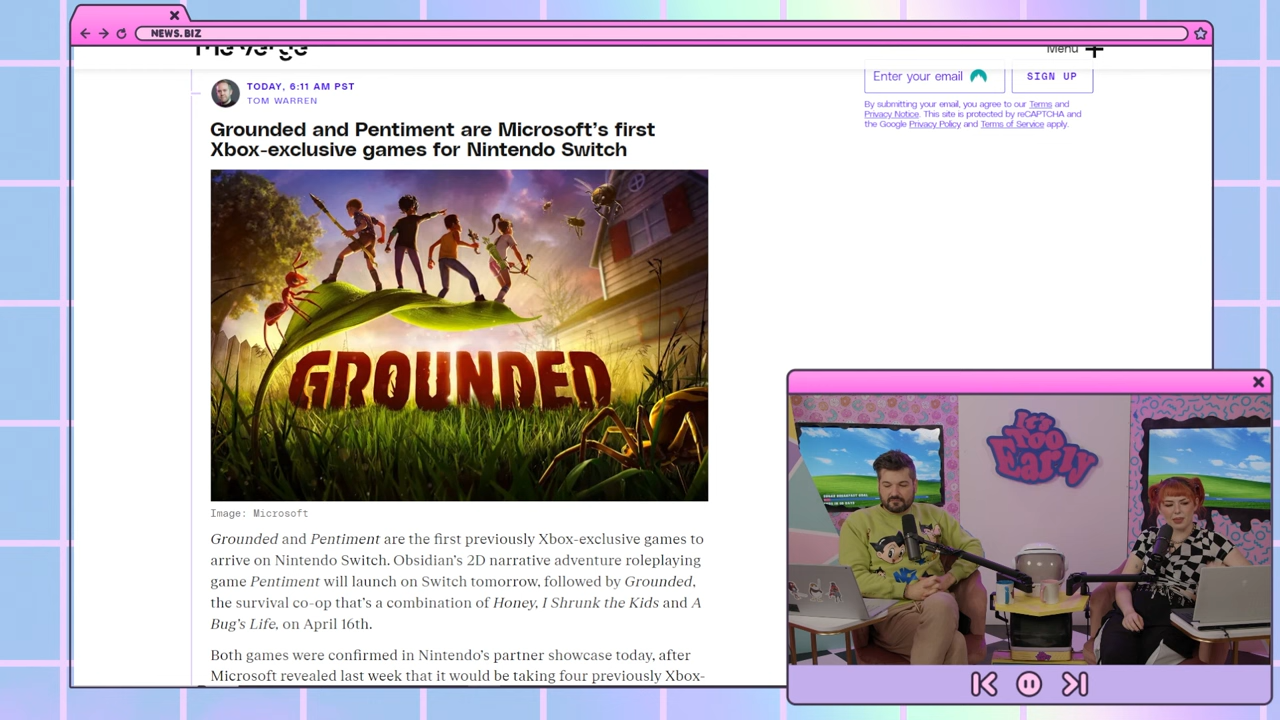 NEWS.BIZ
Menu
TODAY, 6:11 AM PST
TOM WARREN
Enter your email
SIGN UP
By submitting your email, you agree to our Terms and
Privacy Notice. This site is protected by reCAPTCHA and
the Google Privacy Policy and Terms of Service apply.
Grounded and Pentiment are Microsoft's first
Xbox-exclusive games for Nintendo Switch
GROUNDED
Image: Microsoft
Grounded and Pentiment are the first previously Xbox-exclusive games to
arrive on Nintendo Switch. Obsidian's 2D narrative adventure roleplaying
game Pentiment will launch on Switch tomorrow, followed by Grounded,
the survival co-op that's a combination of Honey, I Shrunk the Kids and A
Bug's Life, on April 16th.
Both games were confirmed in Nintendo's partner showcase today, after
Microsoft revealed last week that it would be taking four previously Xbox-
It's
Too
Early